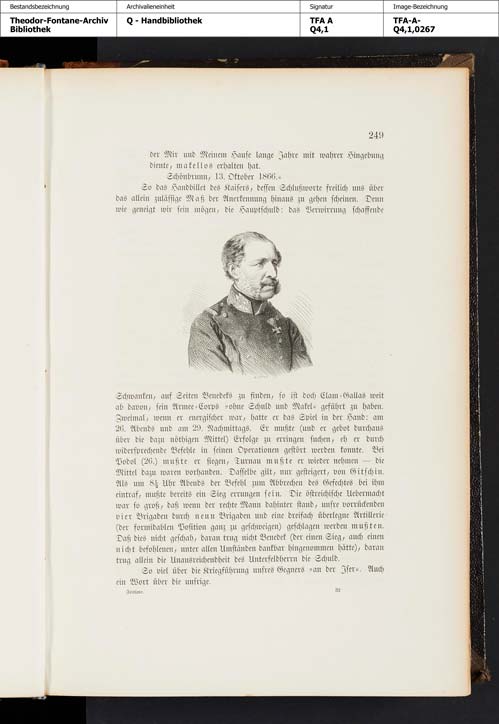 Bestandsbezeichnung Archivalieneinheit Signatur Image-Bezeichnung
Theodor-Fontane-Archiv Q - Handbibliothek TFA A TFA-A-
Bibliothek Q4,1 Q4,1,0267
249
der Mir und Meinem Hause lange Jahre mit wahrer Hingebung
diente, makellos erhalten hat.
Schönbrunn, 13. Oktober 1866.«
So das Handbillet des Kaisers, dessen Schlußworte freilich uns über
das allein zulässige Maß der Anerkennung hinaus zu gehen scheinen. Denn
wie geneigt wir sein mögen, die Hauptschuld: das Verwirrung schaffende
Schwanken, auf Seiten Benedeks zu finden, so ist doch Clam-Gallas weit
ab davon, sein Armee-Corps »ohne Schuld und Makel« geführt zu haben.
Zweimal, wenn er energischer war, hatte er das Spiel in der Hand: am
26. Abends und am 29. Nachmittags. Er mußte (und er gebot durchaus
über die dazu nöthigen Mittel) Erfolge zu erringen suchen, eh er durch
widersprechende Befehle in seinen Operationen gestört werden konnte. Bei
Podol (26.) mußte er siegen, Turnau mußte er wieder nehmen — die
Mittel dazu waren vorhanden. Dasselbe gilt, nur gesteigert, von Gitschin.
Als um 8½ Uhr Abends der Befehl zum Abbrechen des Gefechtes bei ihm
eintraf, mußte bereits ein Sieg errungen sein. Die östreichische Uebermacht
war so groß, daß wenn der rechte Mann dahinter stand, unsre vorrückenden
vier Brigaden durch neun Brigaden und eine dreifach überlegne Artillerie
(der formidablen Position ganz zu geschweigen) geschlagen werden mußten.
Daß dies nicht geschah, daran trug nicht Benedek (der einen Sieg, auch einen
nicht befohlenen, unter allen Umständen dankbar hingenommen hätte), daran
trug allein die Unausreichendheit des Unterfeldherrn die Schuld.
So viel über die Kriegführung unsres Gegners »an der Iser«. Auch
ein Wort über die unsrige.
Fontane. 32